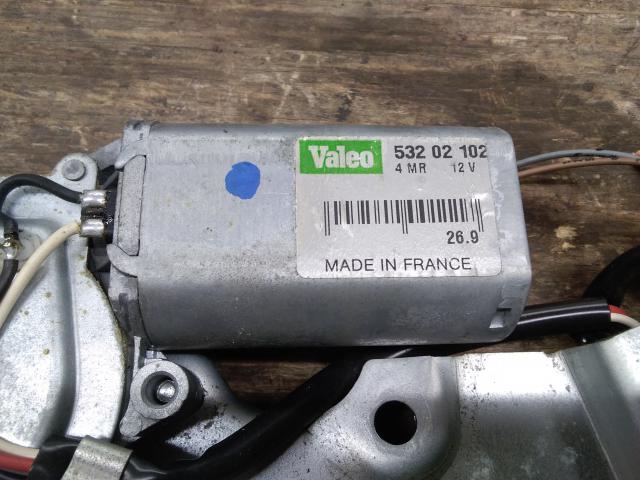 Valeo 532 02 102
4 MR 12 V
26.9
MADE IN FRANCE